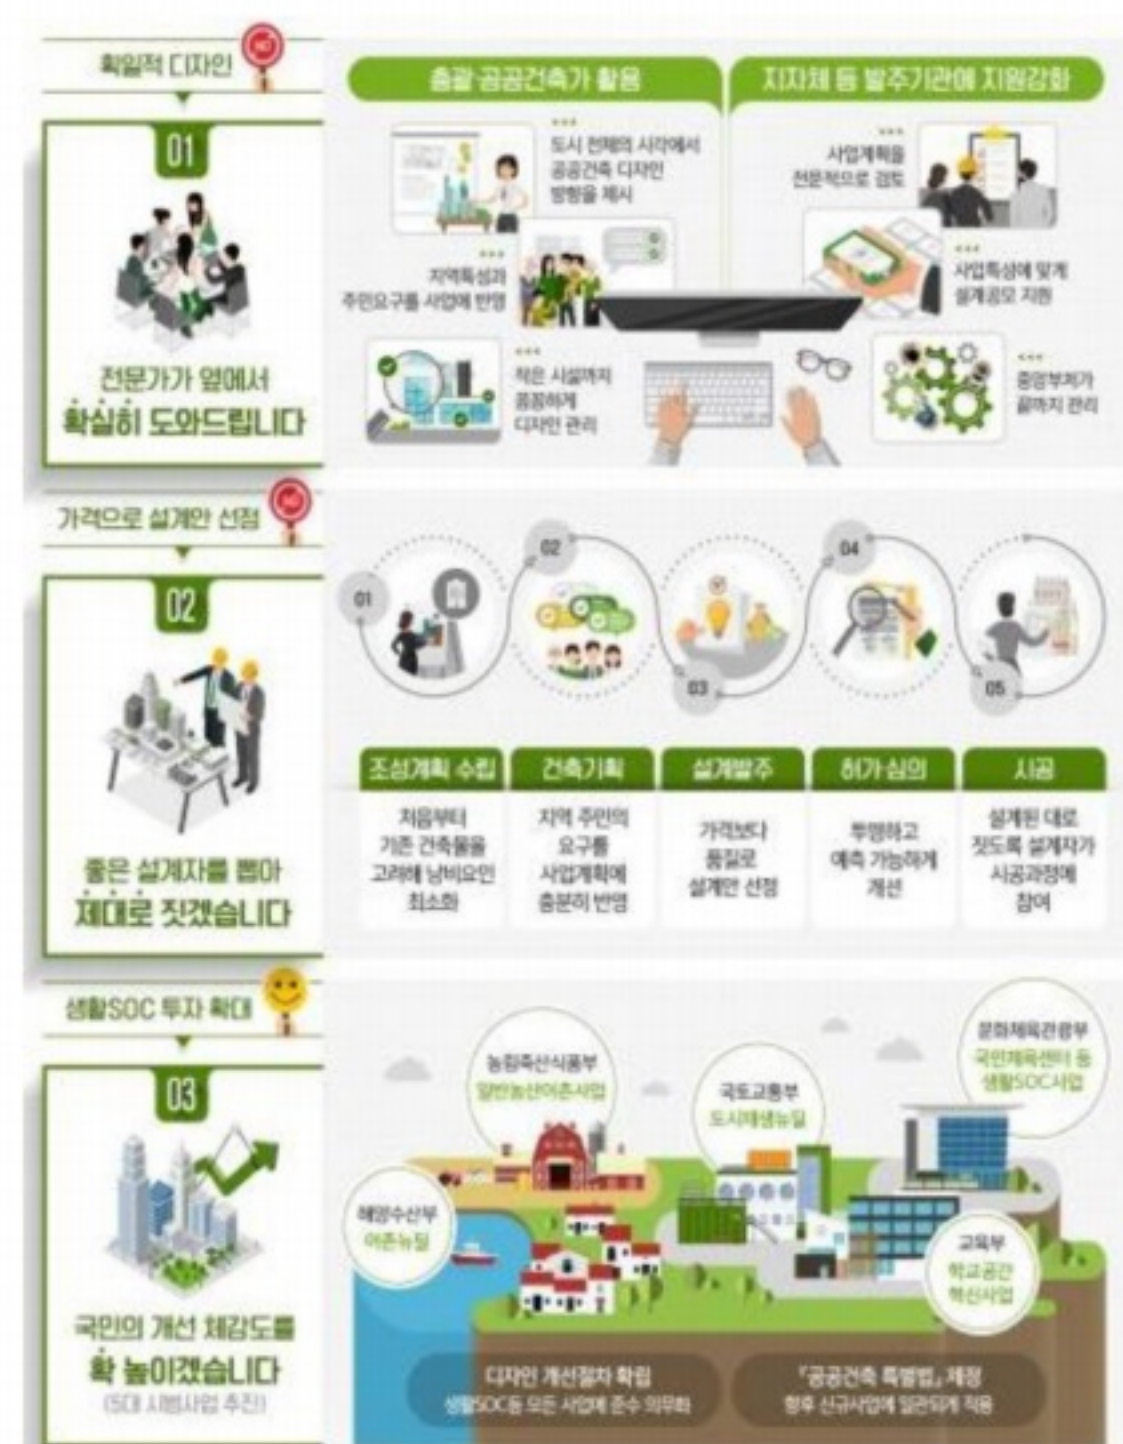 획일적 디자인
NO
01
전문가가 옆에서
확실히 도와드립니다
총괄·공공건축가 활용
도시 전체의 시각에서
공공건축 디자인
방향을 제시
지역특성과
주민요구를 사업에 반영
작은 시설까지
꼼꼼하게
디자인 관리
지자체 등 발주기관에 지원강화
사업계획을
전문적으로 검토
사업특성에 맞게
설계공모 지원
중앙부처가
끝까지 관리
가격으로 설계안 선정
NO
02
좋은 설계자를 뽑아
제대로 짓겠습니다
01
02
03
04
05
조성계획 수립
처음부터
기존 건축물을
고려해 낭비요인
최소화
건축기획
지역 주민의
요구를
사업계획에
충분히 반영
설계발주
가격보다
품질로
설계안 선정
허가·심의
투명하고
예측 가능하게
개선
시공
설계된 대로
짓도록 설계자가
시공과정에
참여
생활SOC 투자 확대
03
국민의 개선 체감도를
확 높이겠습니다
(5대 시범사업 추진)
농림축산식품부
일반농산어촌사업
국토교통부
도시재생뉴딜
문화체육관광부
국민체육센터 등
생활SOC사업
해양수산부
어촌뉴딜
교육부
학교공간
혁신사업
디자인 개선절차 확립
생활SOC등 모든 사업에 준수 의무화
『공공건축 특별법』 제정
향후 신규사업에 일관되게 적용